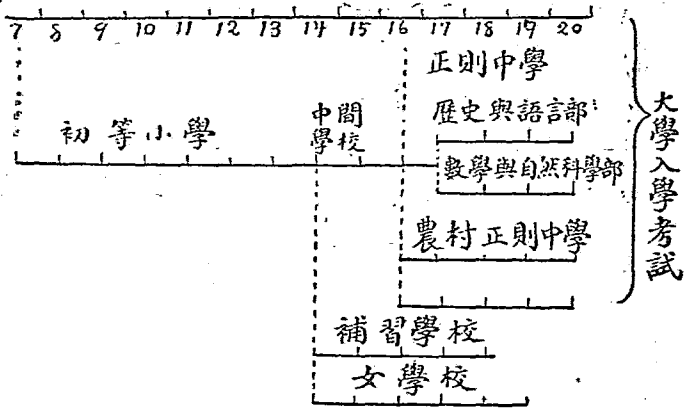 7 8 9 10 11 12 13 14 15 16 17 18 19 20
正則中學
歷史與語言部
初等小學
中間學校
數學與自然科學部
農村正則中學
補習學校
女學校
大學入學考試